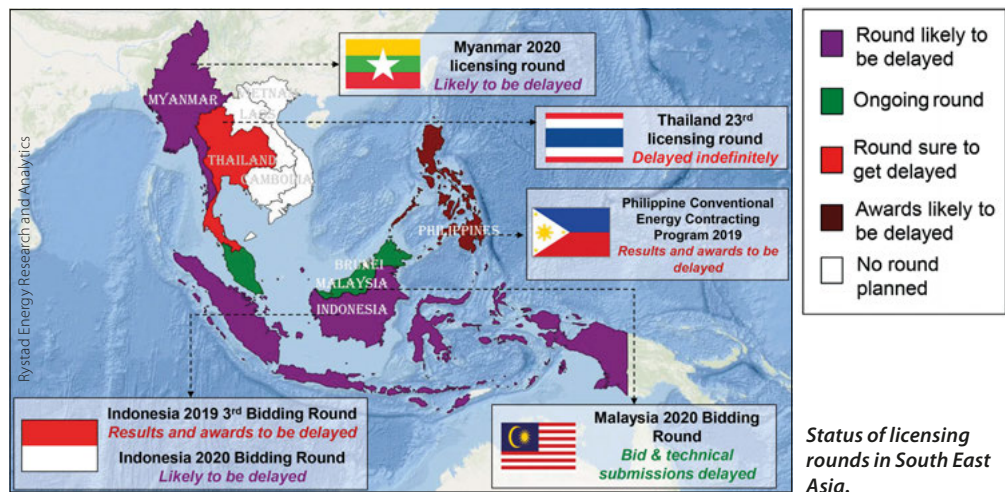 Rystad Energy Research and Analytics
Myanmar 2020
licensing round
Likely to be delayed
Thailand 23rd
licensing round
Delayed indefinitely
Philippine Conventional
Energy Contracting
Program 2019
Results and awards to be
delayed
MYANMAR
VIETNAM
LAOS
THAILAND
CAMBODIA
PHILIPPINES
BRUNEI
MALAYSIA
INDONESIA
Indonesia 2019 3rd Bidding Round
Results and awards to be delayed
Indonesia 2020 Bidding Round
Likely to be delayed
Malaysia 2020 Bidding
Round
Bid & technical
submissions delayed
Round likely to
be delayed
Ongoing round
Round sure to
get delayed
Awards likely to
be delayed
No round
planned
Status of licensing
rounds in South East
Asia.